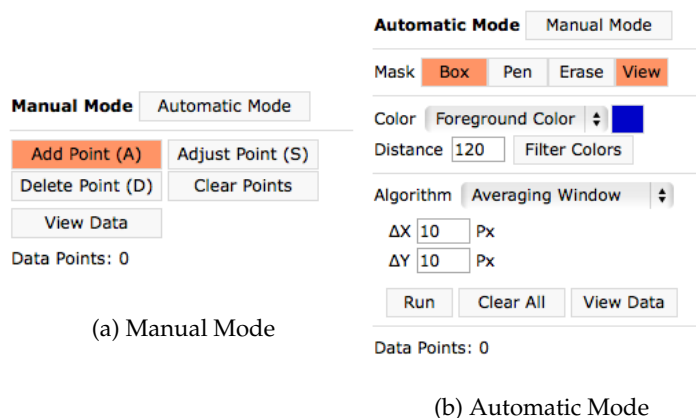 Manual Mode Automatic Mode
Add Point (A) Adjust Point (S)
Delete Point (D) Clear Points
View Data
Data Points: 0
(a) Manual Mode
Automatic Mode Manual Mode
Mask Box Pen Erase View
Color Foreground Color
Distance 120 Filter Colors
Algorithm Averaging Window
ΔX 10 Px
ΔY 10 Px
Run Clear All View Data
Data Points: 0
(b) Automatic Mode